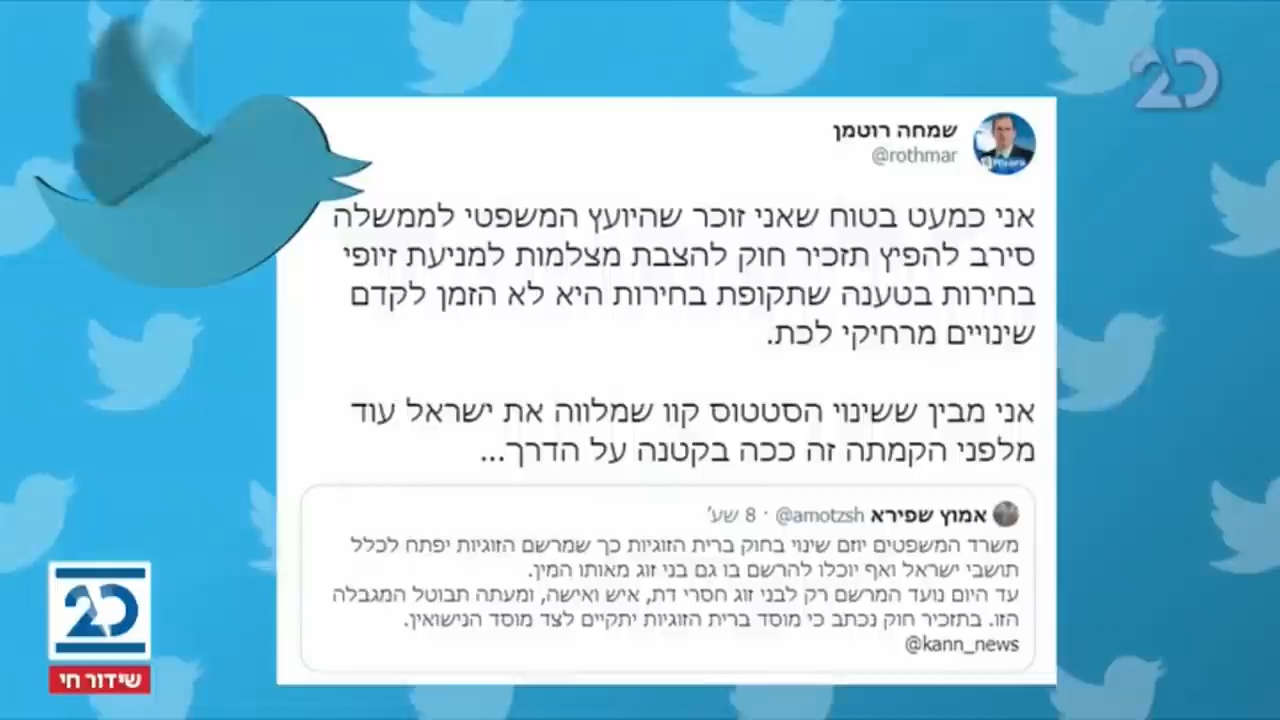 20
שמחה רוטמן
@rothmar
אני כמעט בטוח שאני זוכר שהיועץ המשפטי לממשלה
סירב להפיץ תזכיר חוק להצבת מצלמות למניעת זיופי
בחירות בטענה שתקופת בחירות היא לא הזמן לקדם
שינויים מרחיקי לכת.
אני מבין ששינוי הסטטוס קוו שמלווה את ישראל עוד
מלפני הקמתה זה ככה בקטנה על הדרך...
אמוץ שפירא @amotzsh · 8 שע'
משרד המשפטים יוזם שינוי בחוק ברית הזוגיות כך שמרשם הזוגיות יפתח לכלל
תושבי ישראל ואף יוכלו להרשם בו גם בני זוג מאותו המין.
עד היום נועד המרשם רק לבני זוג חסרי דת, איש ואישה, ומעתה תבוטל המגבלה
הזו. בתזכיר חוק נכתב כי מוסד ברית הזוגיות יתקיים לצד מוסד הנישואין.
@kann_news
20
שידור חי